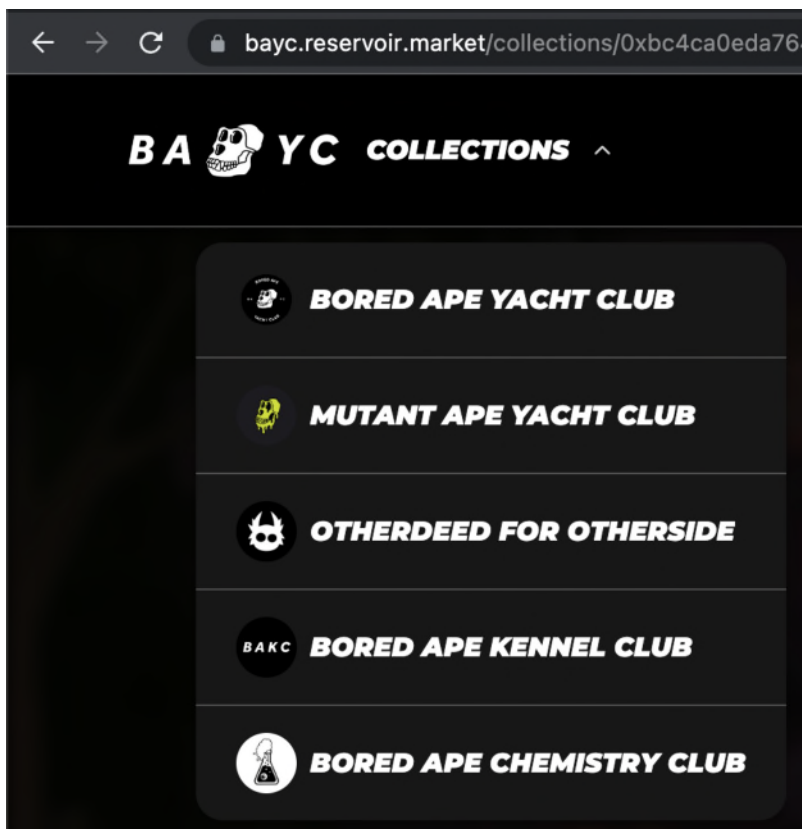 bayc.reservoir.market/collections/0xbc4ca0eda76
BA YC COLLECTIONS
BORED APE YACHT CLUB
MUTANT APE YACHT CLUB
OTHERDEED FOR OTHERSIDE
BAKC BORED APE KENNEL CLUB
BORED APE CHEMISTRY CLUB